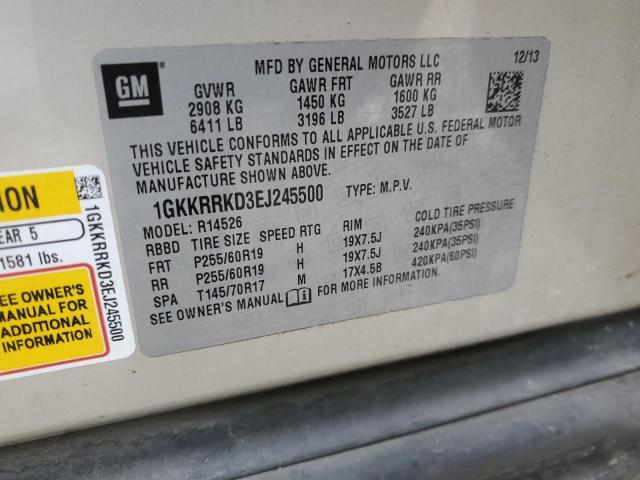 GM
MFD BY GENERAL MOTORS LLC
12/13
GVWR GAWR FRT GAWR RR
2908 KG 1450 KG 1600 KG
6411 LB 3196 LB 3527 LB
THIS VEHICLE CONFORMS TO ALL APPLICABLE U.S. FEDERAL MOTOR
VEHICLE SAFETY STANDARDS IN EFFECT ON THE DATE OF
MANUFACTURE SHOWN ABOVE.
1GKKRRKD3EJ245500 TYPE: M.P.V.
MODEL: R14526
RBBD TIRE SIZE SPEED RTG RIM COLD TIRE PRESSURE
FRT P255/60R19 H 19X7.5J 240KPA(35PSI)
RR P255/60R19 H 19X7.5J 240KPA(35PSI)
SPA T145/70R17 M 17X4.5B 420KPA(60PSI)
SEE OWNER'S MANUAL FOR MORE INFORMATION.
ION
EAR 5
1581 lbs.
SEE OWNER'S
MANUAL FOR
ADDITIONAL
INFORMATION
1GKKRRKD3EJ245500